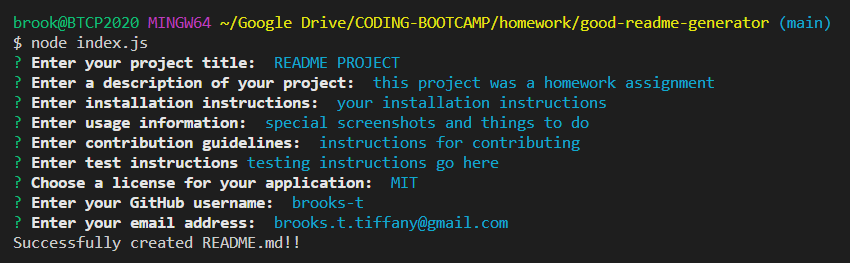 brook@BTCP2020 MINGW64 ~/Google Drive/CODING-BOOTCAMP/homework/good-readme-generator (main)
$ node index.js
? Enter your project title:  README PROJECT
? Enter a description of your project:  this project was a homework assignment
? Enter installation instructions:  your installation instructions
? Enter usage information:  special screenshots and things to do
? Enter contribution guidelines:  instructions for contributing
? Enter test instructions testing instructions go here
? Choose a license for your application:  MIT
? Enter your GitHub username:  brooks-t
? Enter your email address:  brooks.t.tiffany@gmail.com
Successfully created README.md!!